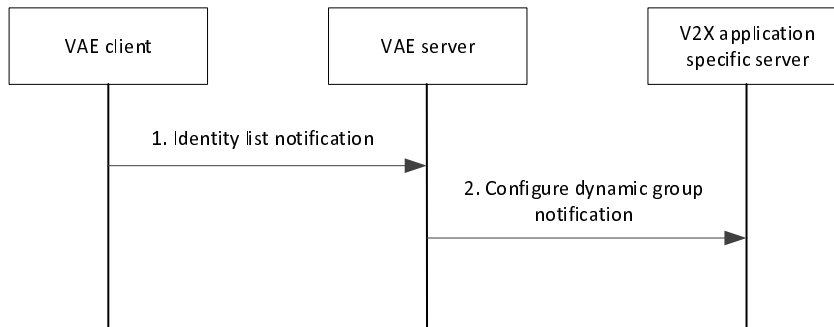 VAE client
VAE server
V2X application
specific server
1. Identity list notification
2. Configure dynamic group
notification